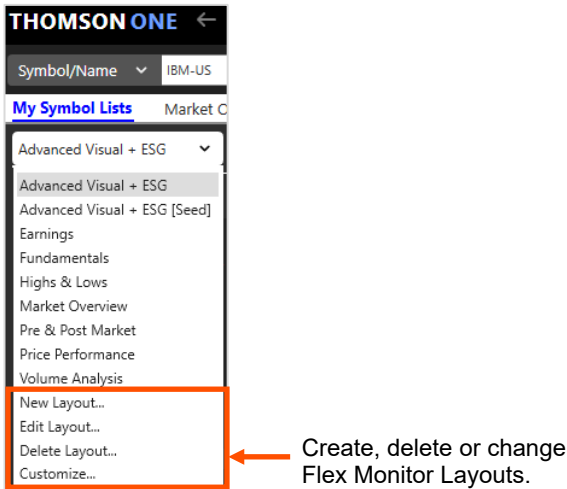 THOMSON ONE ←
Symbol/Name IBM-US
My Symbol Lists Market
Advanced Visual + ESG
Advanced Visual + ESG
Advanced Visual + ESG [Seed]
Earnings
Fundamentals
Highs & Lows
Market Overview
Pre & Post Market
Price Performance
Volume Analysis
New Layout...
Edit Layout...
Delete Layout...
Customize...
Create, delete or change
Flex Monitor Layouts.